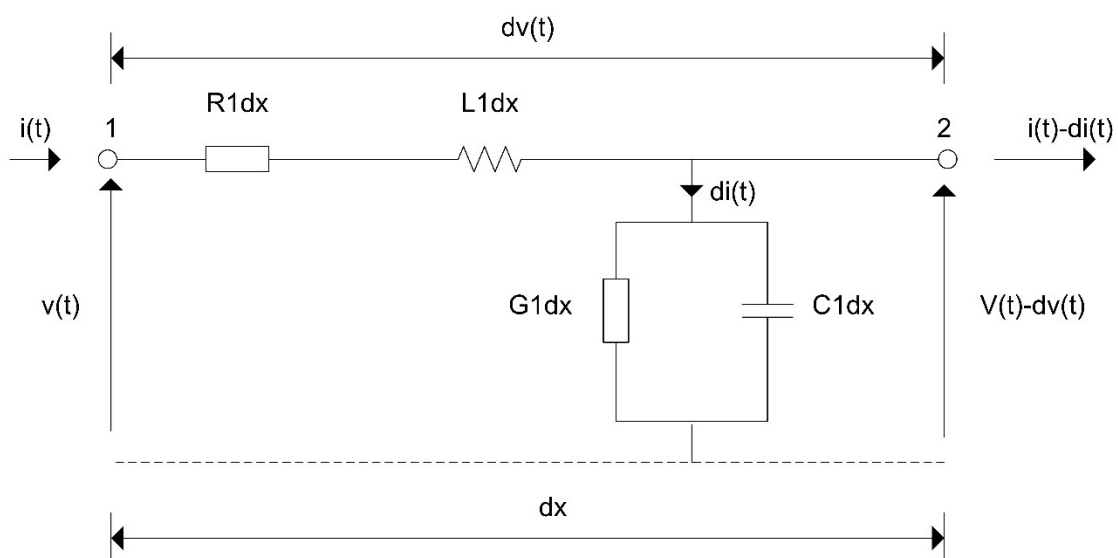 dv(t)
R1dx
L1dx
i(t)
1
2
i(t)-di(t)
di(t)
v(t)
G1dx
C1dx
V(t)-dv(t)
dx